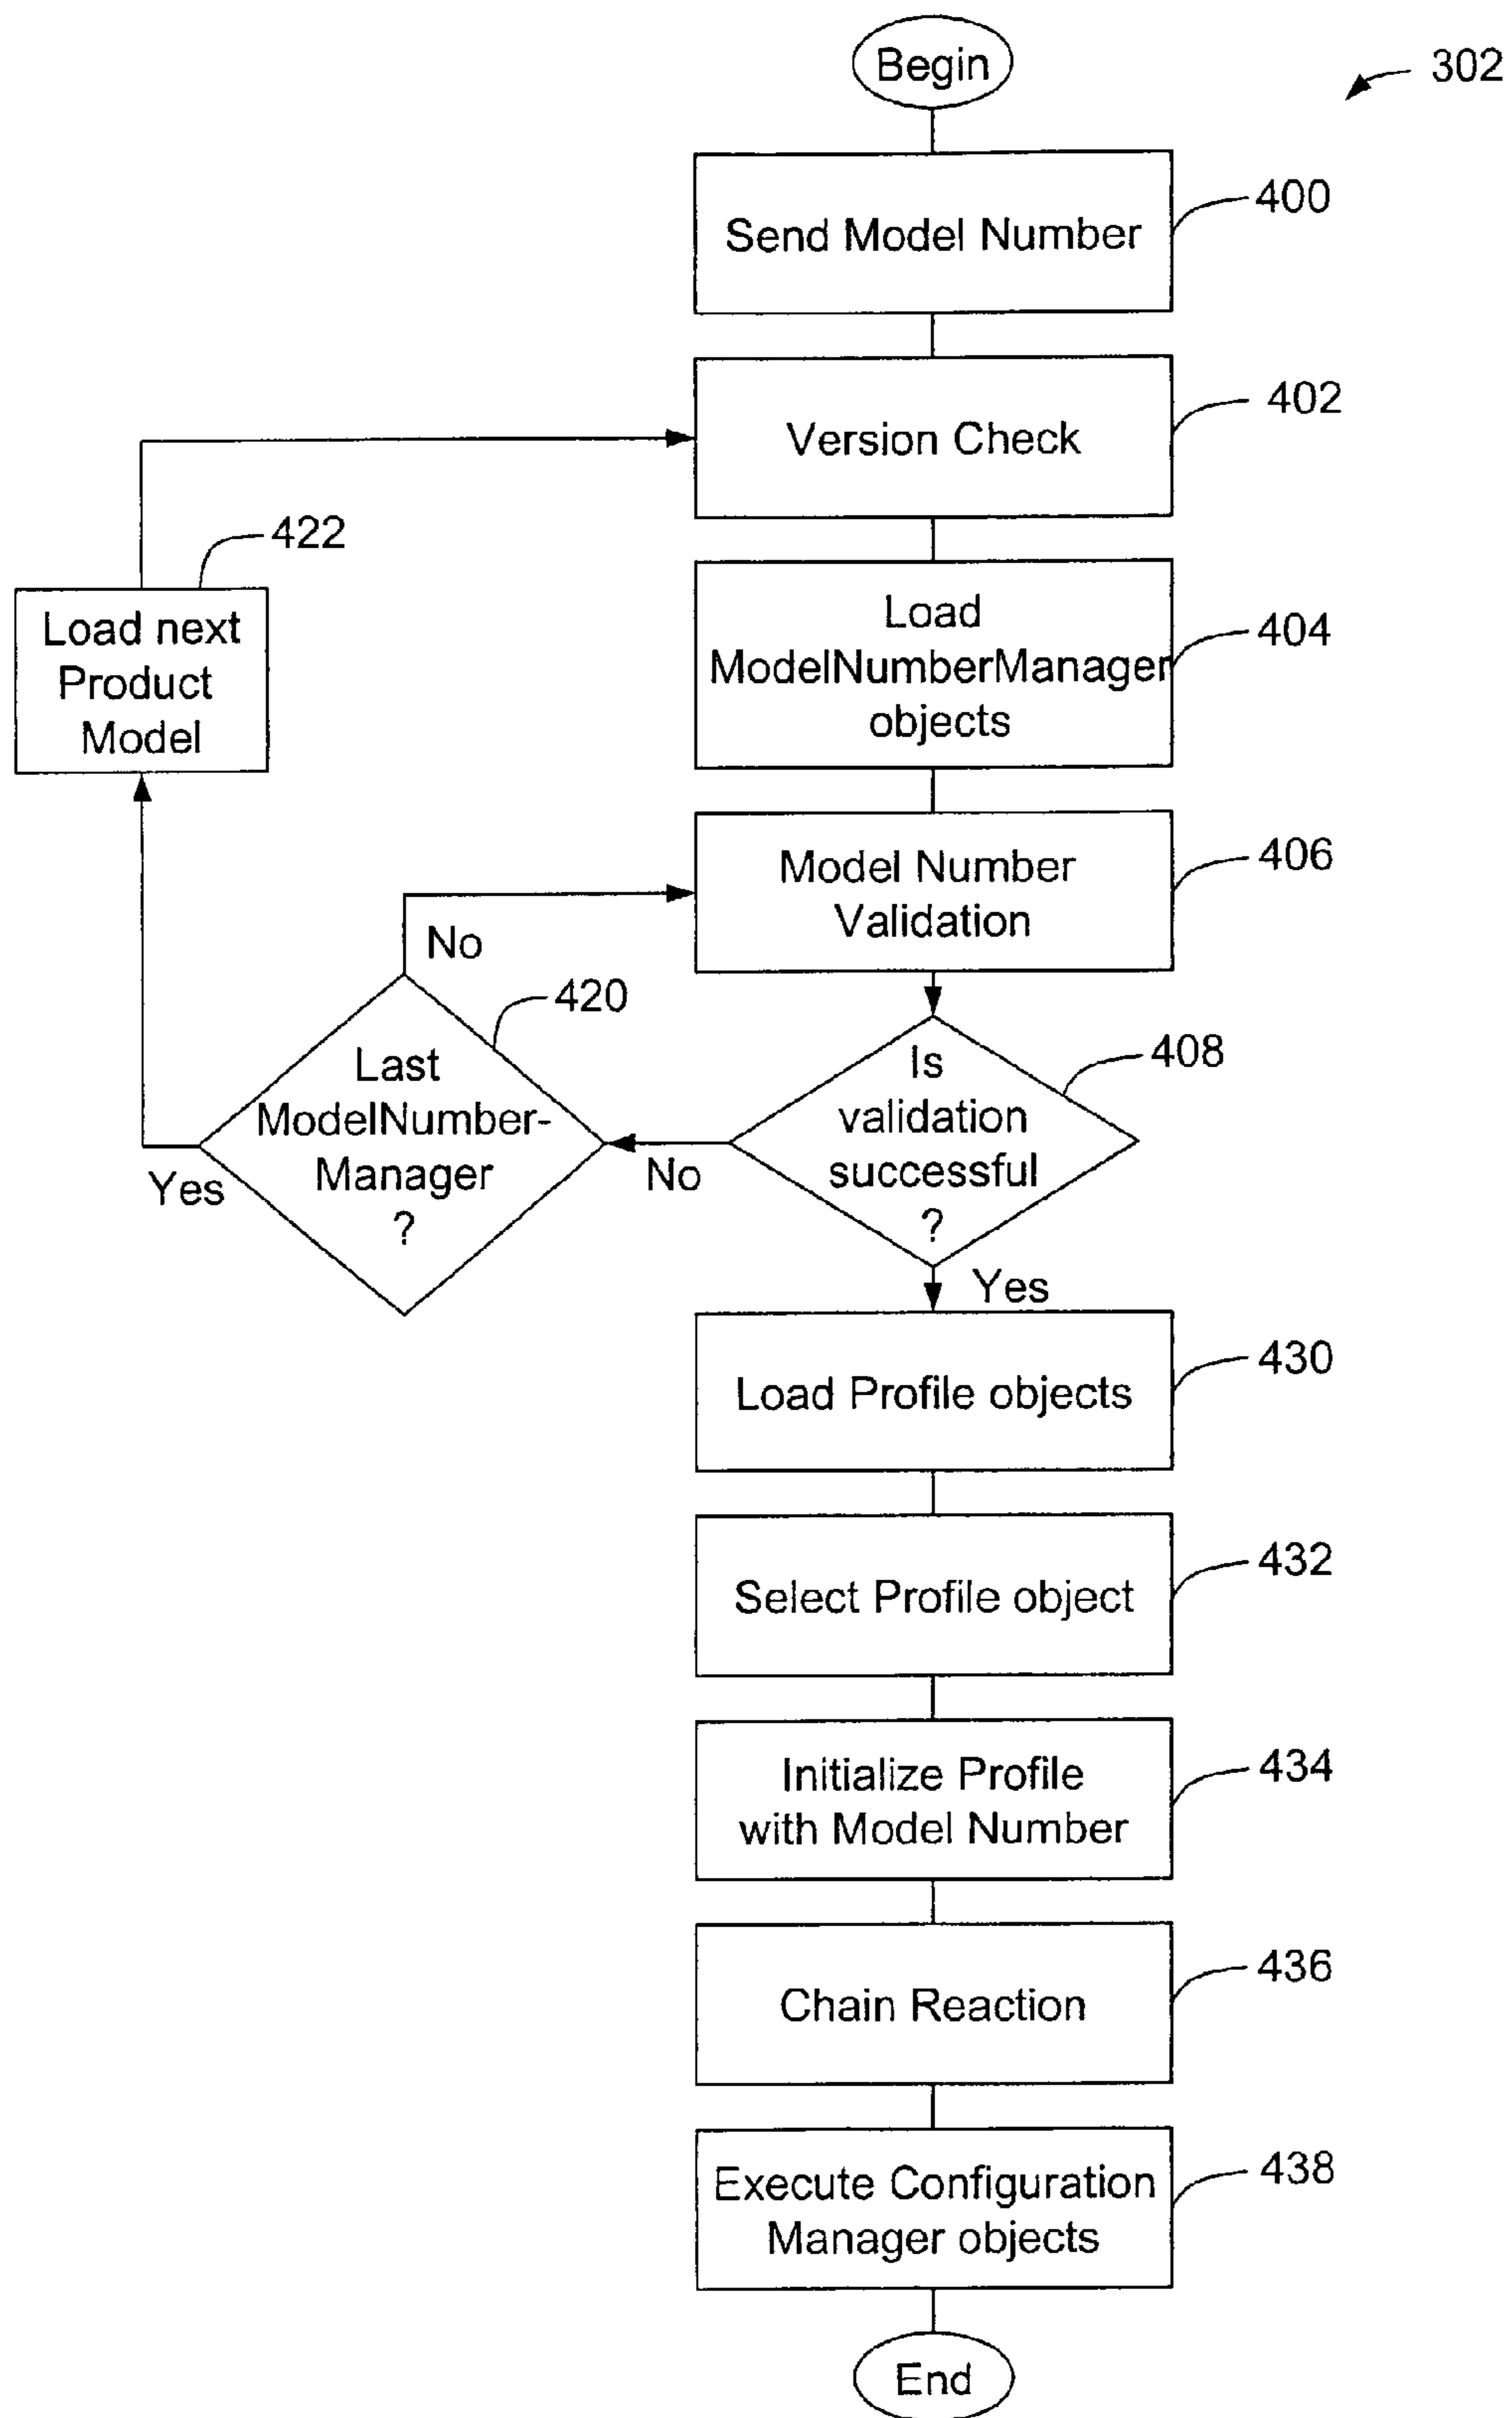 Begin
302
Send Model Number
400
Version Check
402
422
Load next
Product
Model
Load
ModelNumberManager
objects
404
Model Number
Validation
406
No
420
Last
ModelNumber-
Manager
?
Yes
No
Is
validation
successful
?
408
Yes
Load Profile objects
430
Select Profile object
432
Initialize Profile
with Model Number
434
Chain Reaction
436
Execute Configuration
Manager objects
438
End